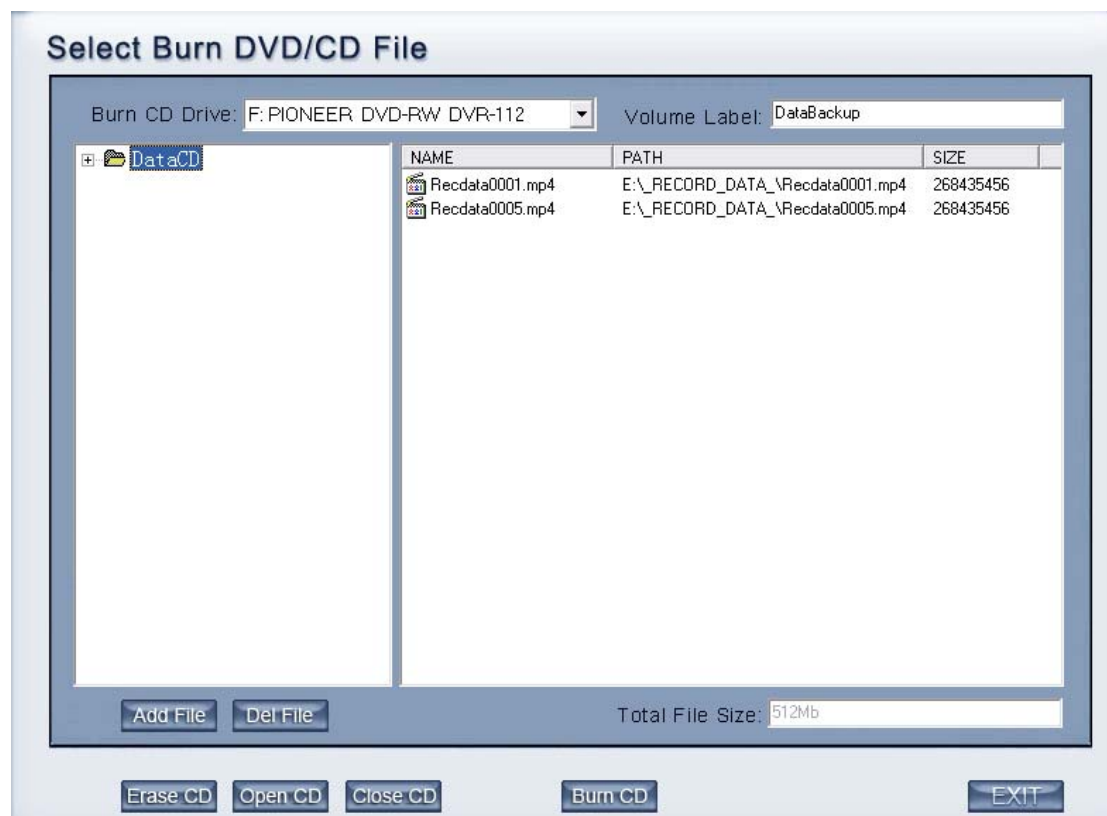 Select Burn DVD/CD File
Burn CD Drive: F: PIONEER DVD-RW DVR-112 Volume Label: DataBackup
DataCD
NAME PATH SIZE
Recdata0001.mp4 E:\_RECORD_DATA_\Recdata0001.mp4 268435456
Recdata0005.mp4 E:\_RECORD_DATA_\Recdata0005.mp4 268435456
Add File Del File Total File Size: 512Mb
Erase CD Open CD Close CD Burn CD EXIT